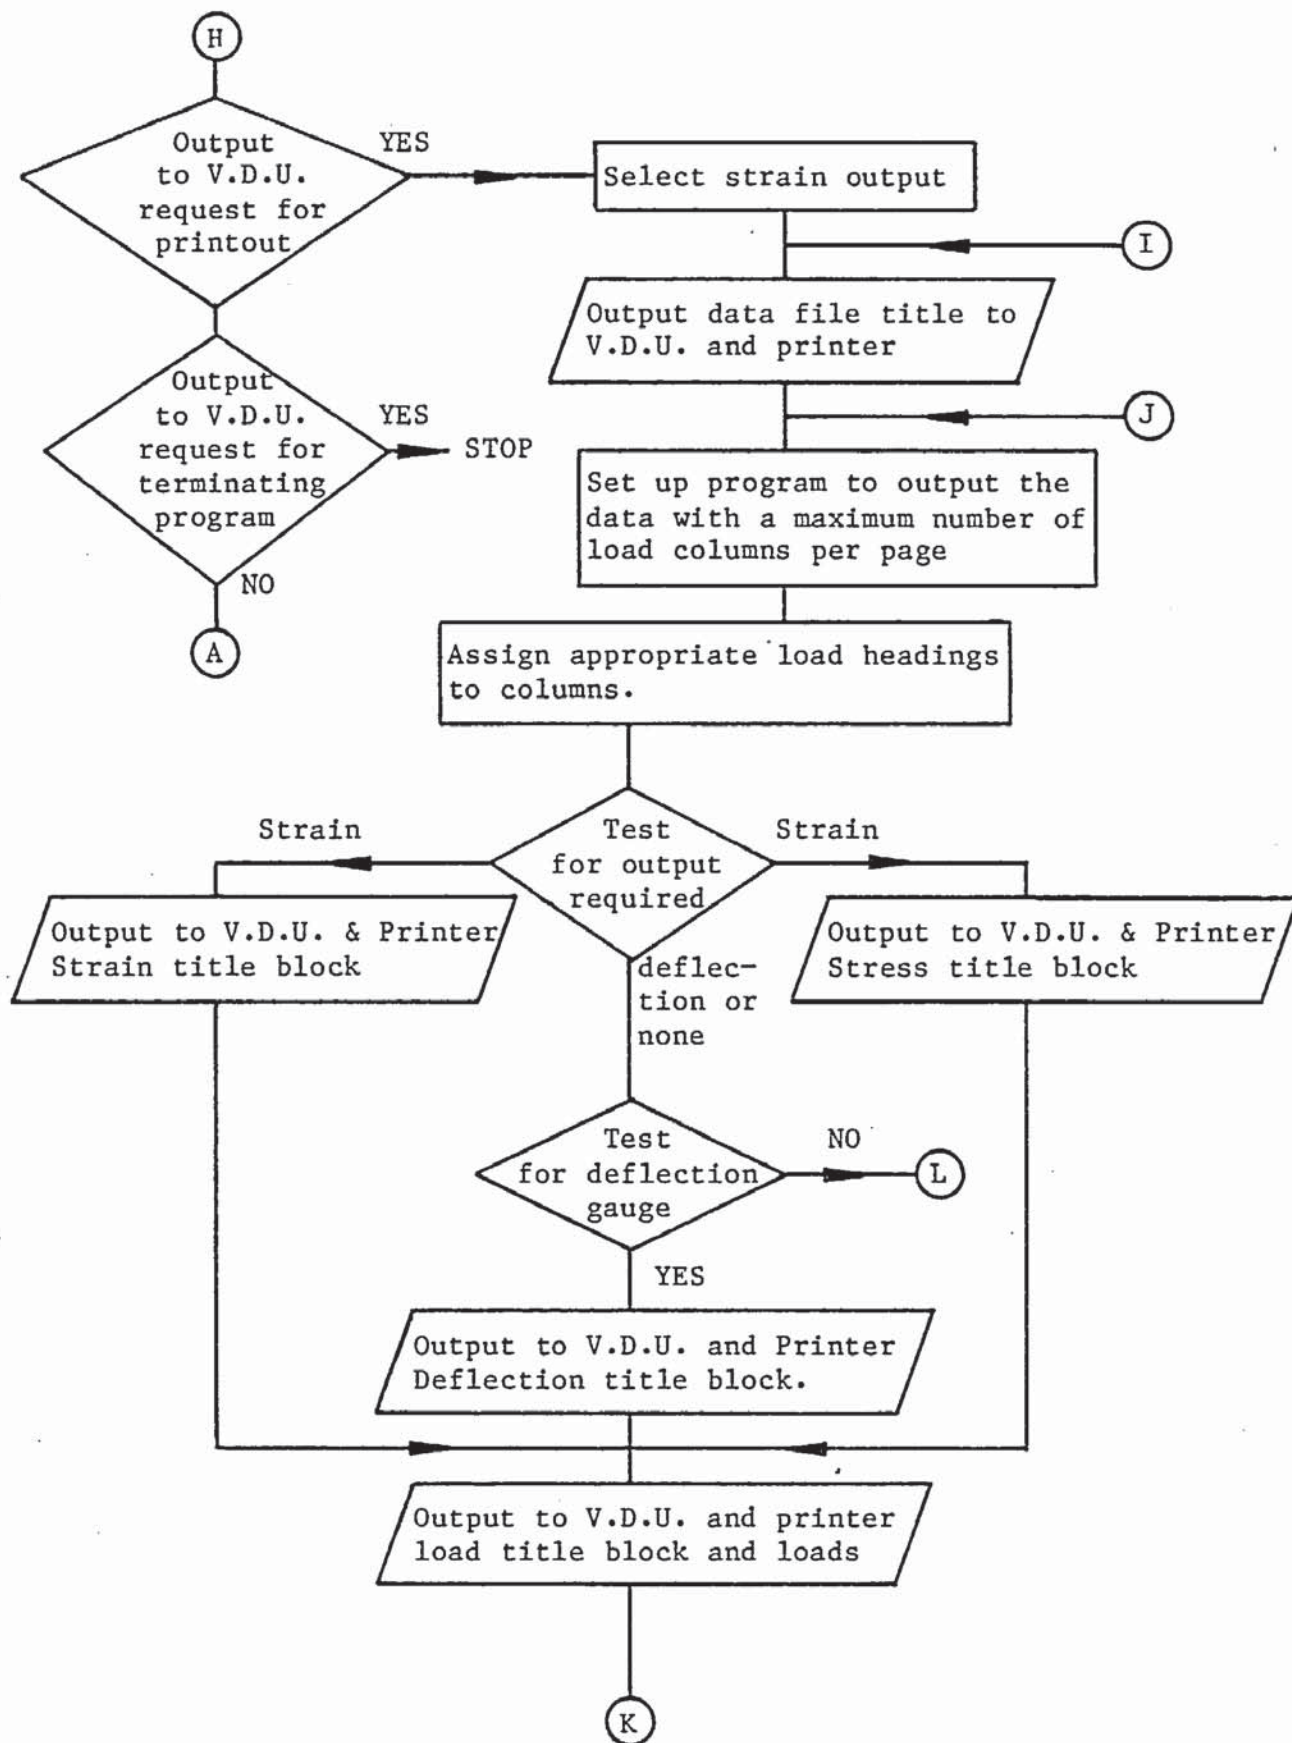 H
Output
to V.D.U.
request for
printout
YES
Select strain output
I
Output data file title to
V.D.U. and printer
Output
to V.D.U.
request for
terminating
program
YES
STOP
NO
A
J
Set up program to output the
data with a maximum number of
load columns per page
Assign appropriate load headings
to columns.
Test
for output
required
Strain
Strain
Output to V.D.U. & Printer
Strain title block
Output to V.D.U. & Printer
Stress title block
deflec-
tion or
none
Test
for deflection
gauge
NO
L
YES
Output to V.D.U. and Printer
Deflection title block.
Output to V.D.U. and printer
load title block and loads
K